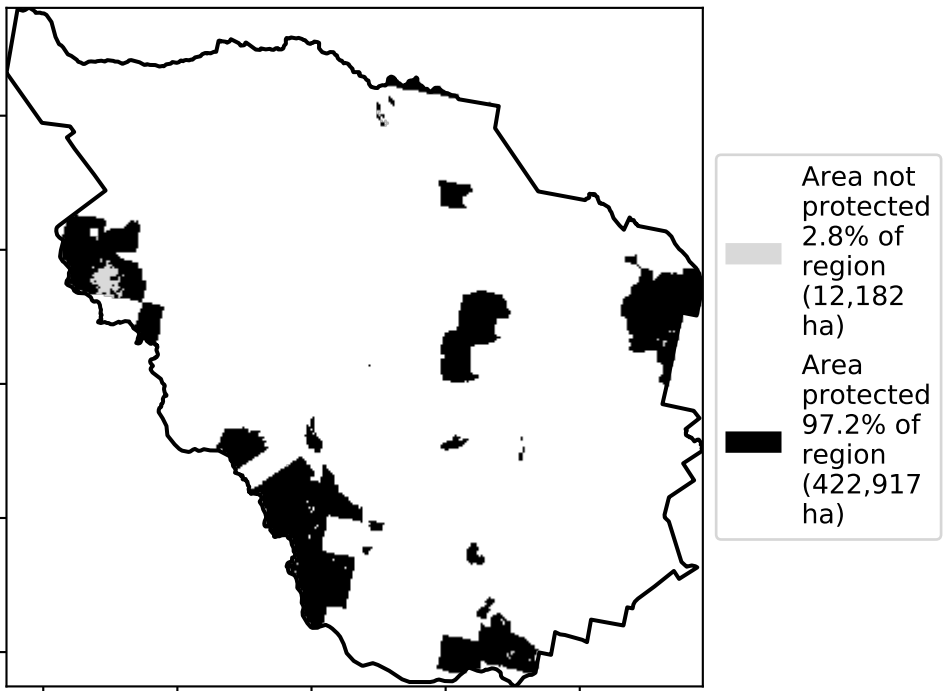 Area not
protected
2.8% of
region
(12,182
ha)
Area
protected
97.2% of
region
(422,917
ha)